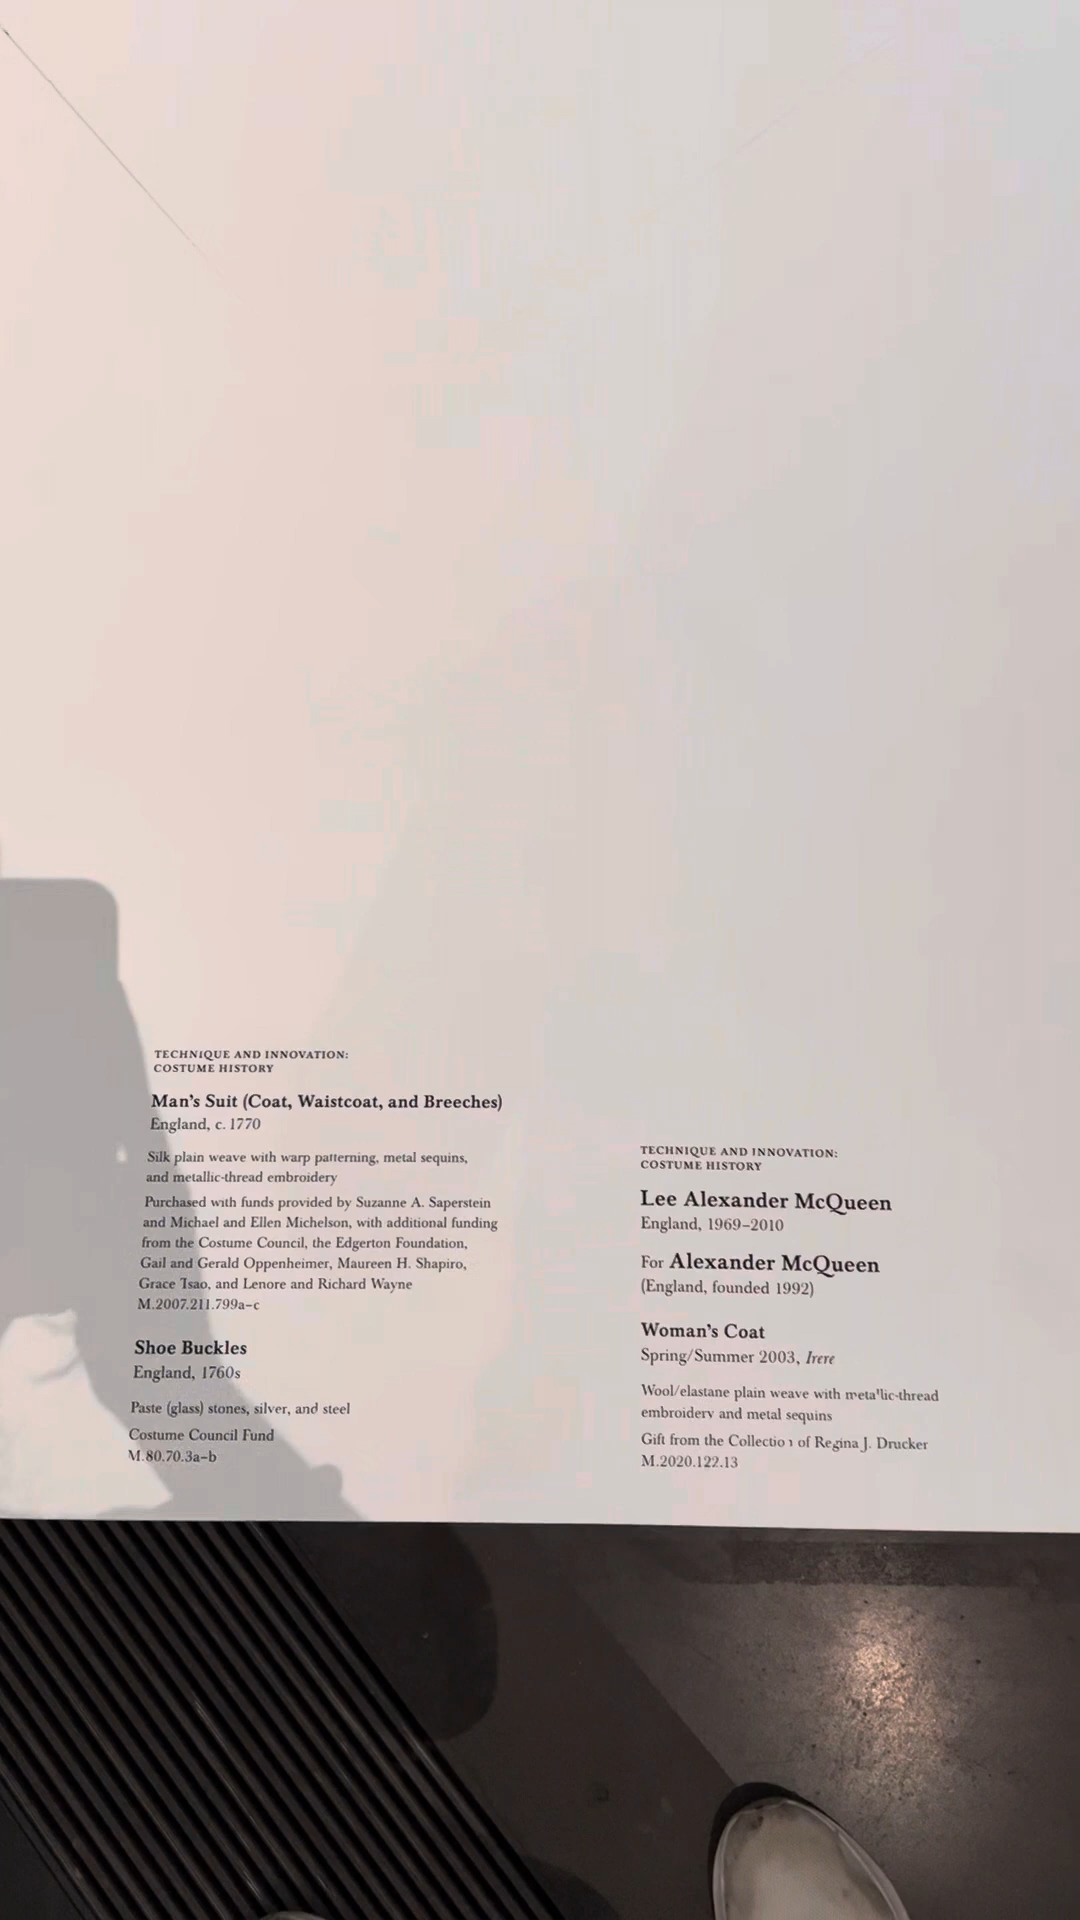 TECHNIQUE AND INNOVATION:
COSTUME HISTORY
Man's Suit (Coat, Waistcoat, and Breeches)
England, c. 1770
Silk plain weave with warp patterning, metal sequins,
and metallic-thread embroidery
Purchased with funds provided by Suzanne A. Saperstein
and Michael and Ellen Michelson, with additional funding
from the Costume Council, the Edgerton Foundation,
Gail and Gerald Oppenheimer, Maureen H. Shapiro,
Grace Tsao, and Lenore and Richard Wayne
M.2007.211.799a–c
Shoe Buckles
England, 1760s
Paste (glass) stones, silver, and steel
Costume Council Fund
M.80.70.3a–b
TECHNIQUE AND INNOVATION:
COSTUME HISTORY
Lee Alexander McQueen
England, 1969–2010
For Alexander McQueen
(England, founded 1992)
Woman's Coat
Spring/Summer 2003, Irere
Wool/elastane plain weave with metallic-thread
embroidery and metal sequins
Gift from the Collection of Regina J. Drucker
M.2020.122.13